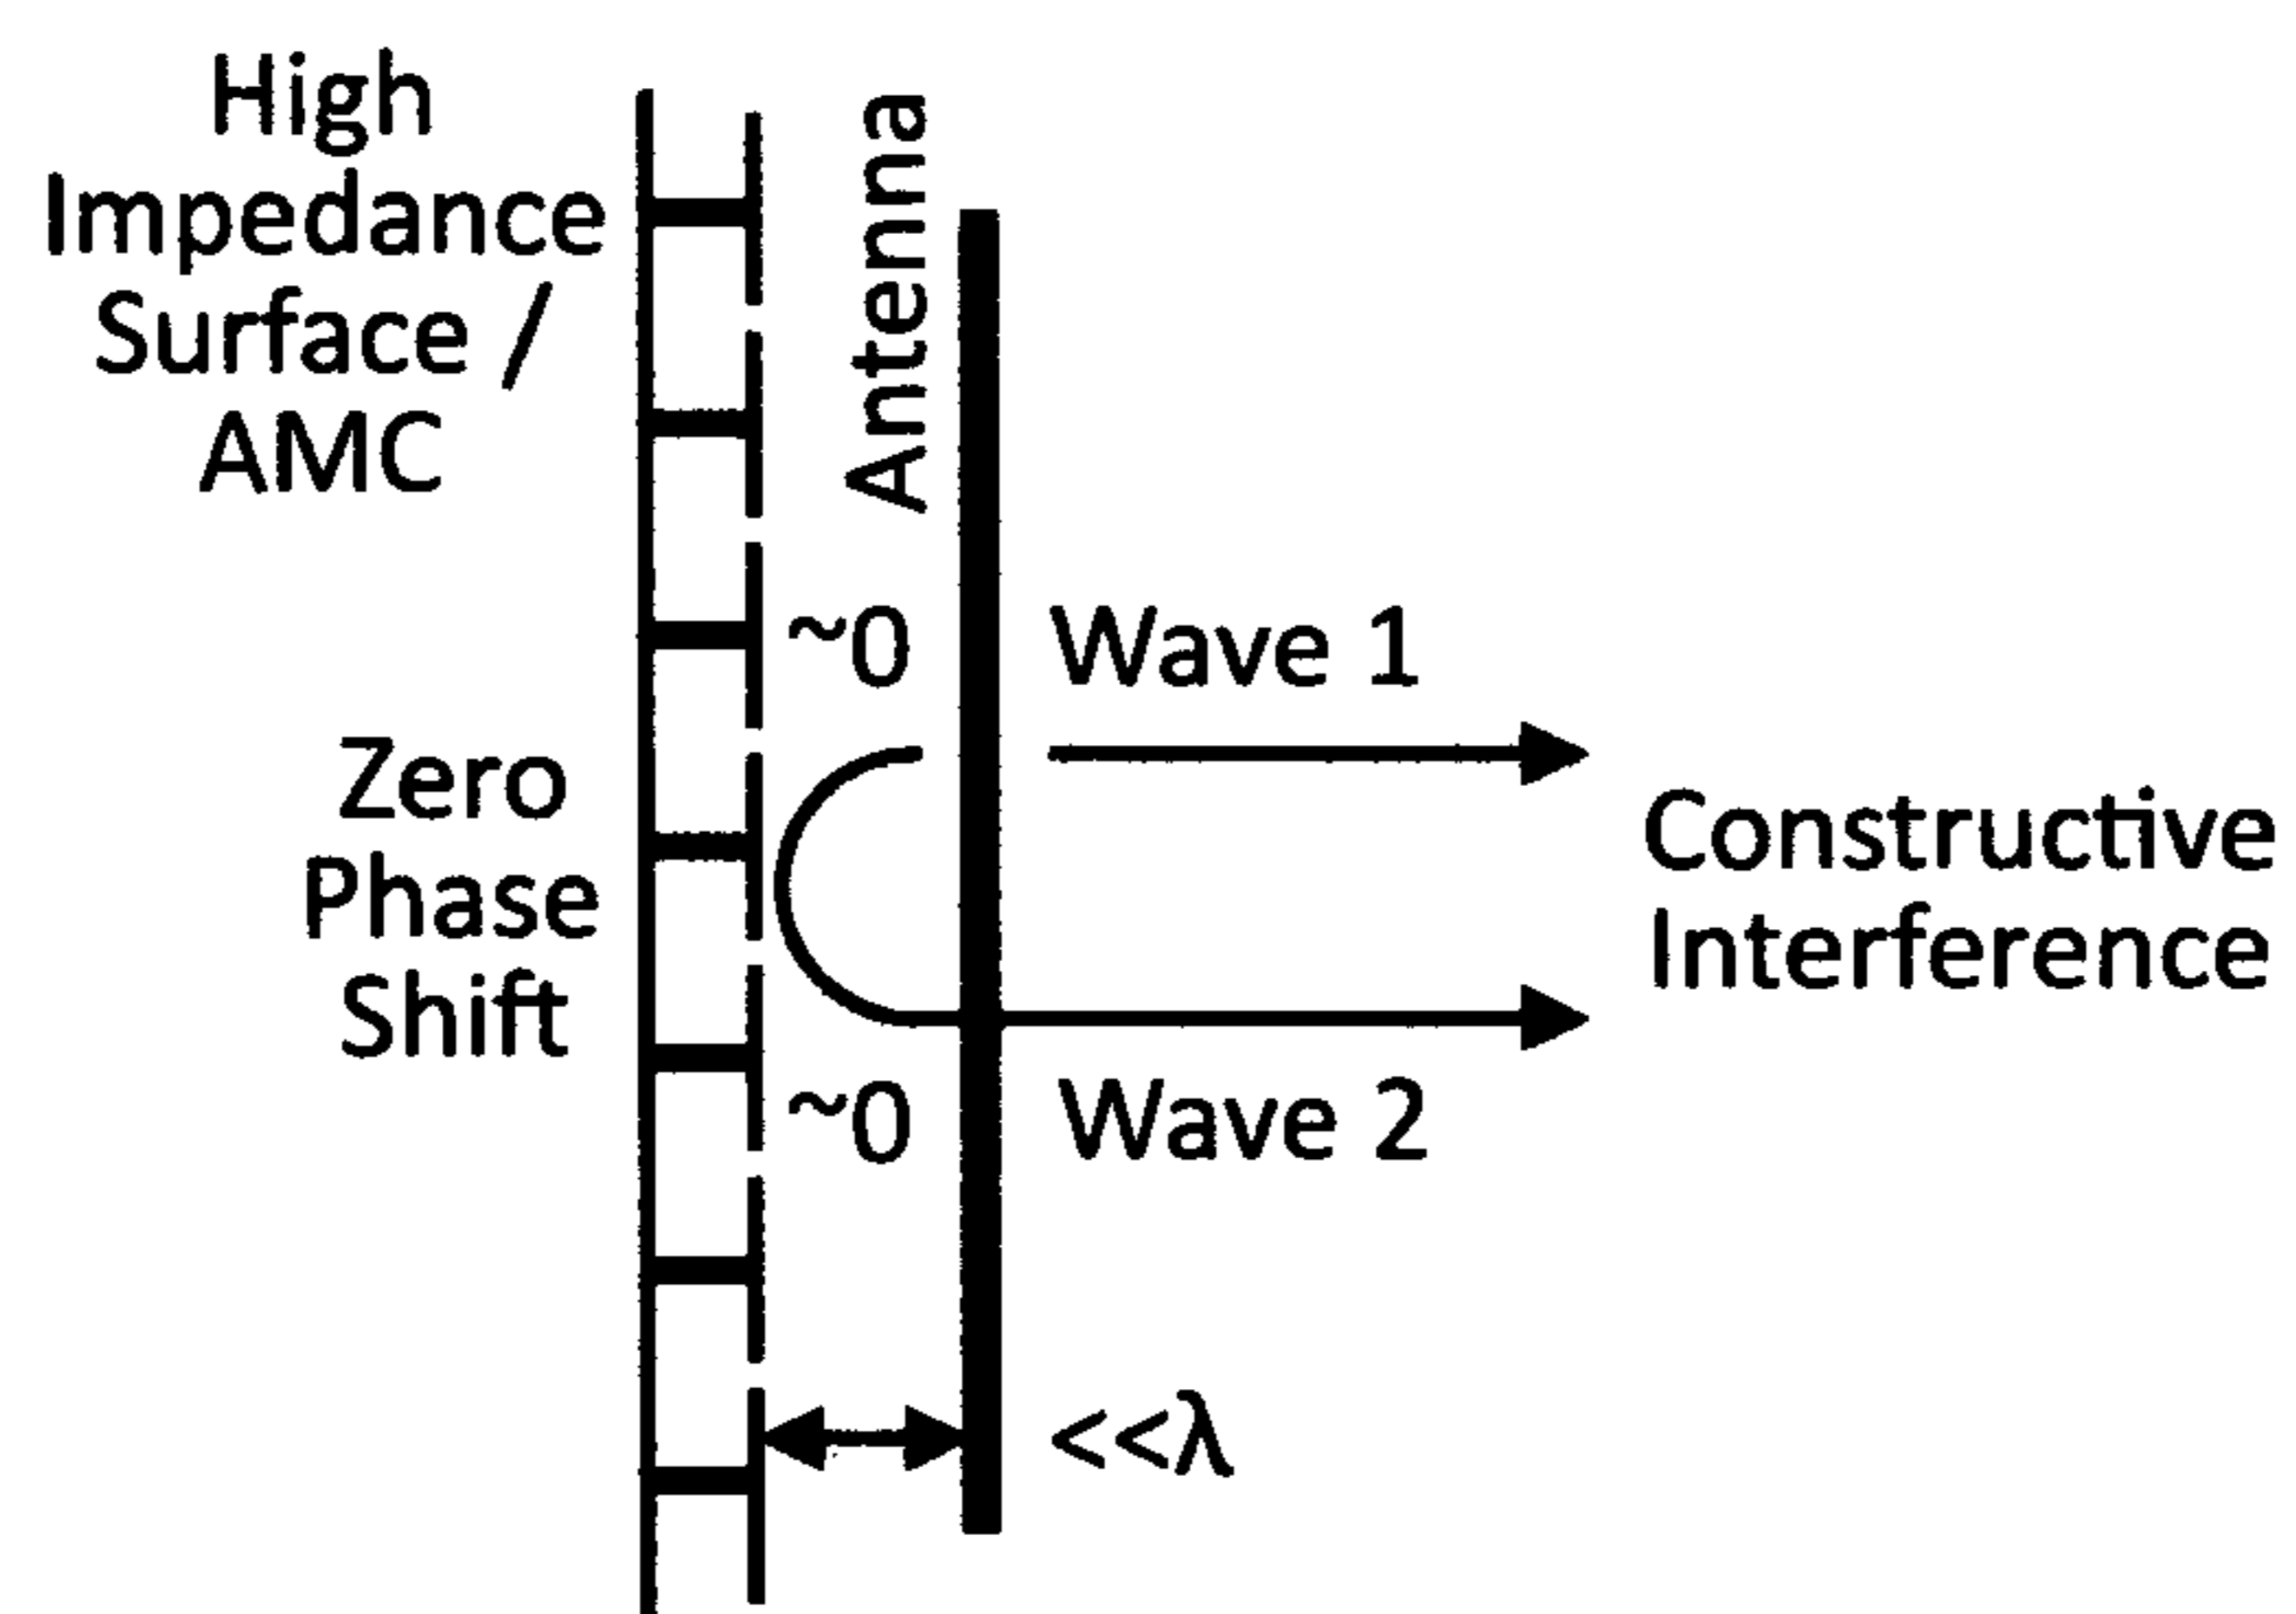 High
Impedance
Surface /
AMC
Antenna
~0
Wave 1
Zero
Phase
Shift
Constructive
Interference
~0
Wave 2
<<λ